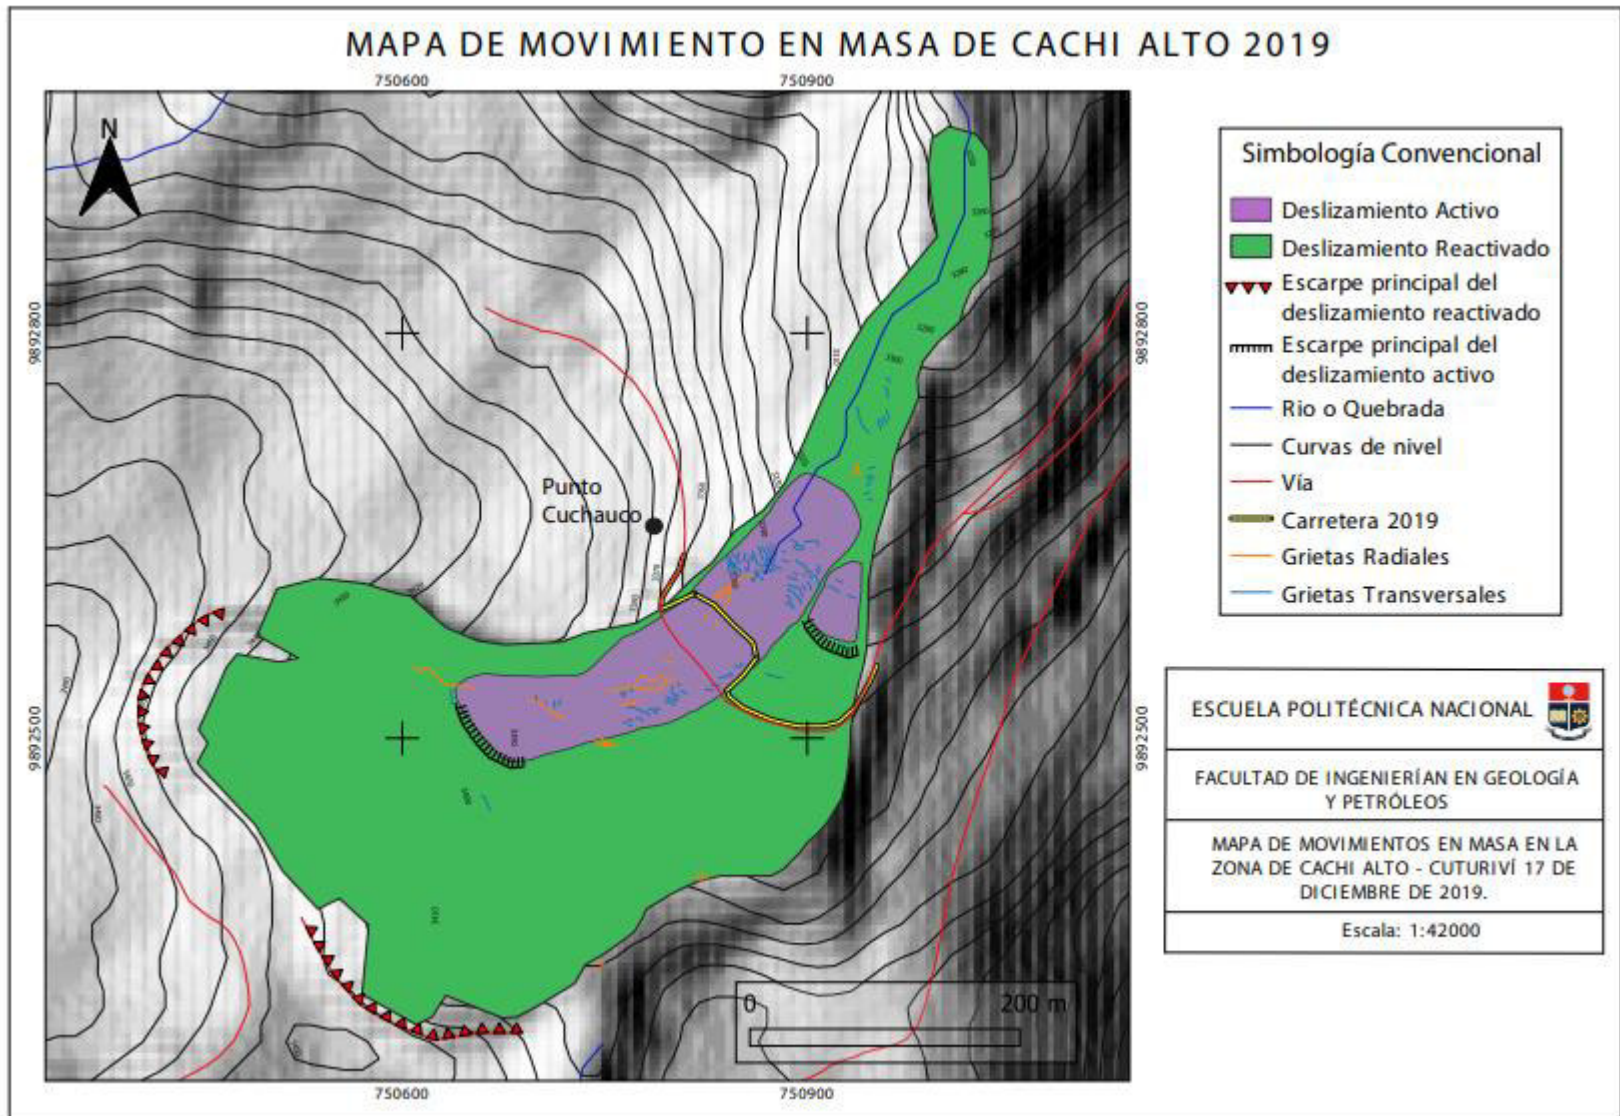 MAPA DE MOVIMIENTO EN MASA DE CACHI ALTO 2019
750600
750900
N
9892800
9892800
Punto
Cuchauco
9892500
9892500
0
200 m
750600
750900
Simbología Convencional
Deslizamiento Activo
Deslizamiento Reactivado
Escarpe principal del
deslizamiento reactivado
Escarpe principal del
deslizamiento activo
Rio o Quebrada
Curvas de nivel
Vía
Carretera 2019
Grietas Radiales
Grietas Transversales
ESCUELA POLITÉCNICA NACIONAL
FACULTAD DE INGENIERÍAN EN GEOLOGÍA
Y PETRÓLEOS
MAPA DE MOVIMIENTOS EN MASA EN LA
ZONA DE CACHI ALTO - CUTURIVÍ 17 DE
DICIEMBRE DE 2019.
Escala: 1:42000